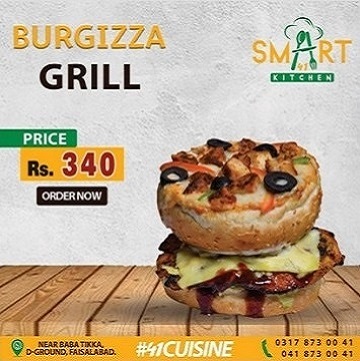 BURGIZZA
GRILL
SMART
41
KITCHEN
PRICE
Rs. 340
ORDER NOW
NEAR BABA TIKKA,
D-GROUND, FAISALABAD.
#41CUISINE
0317 873 00 41
041 873 00 41